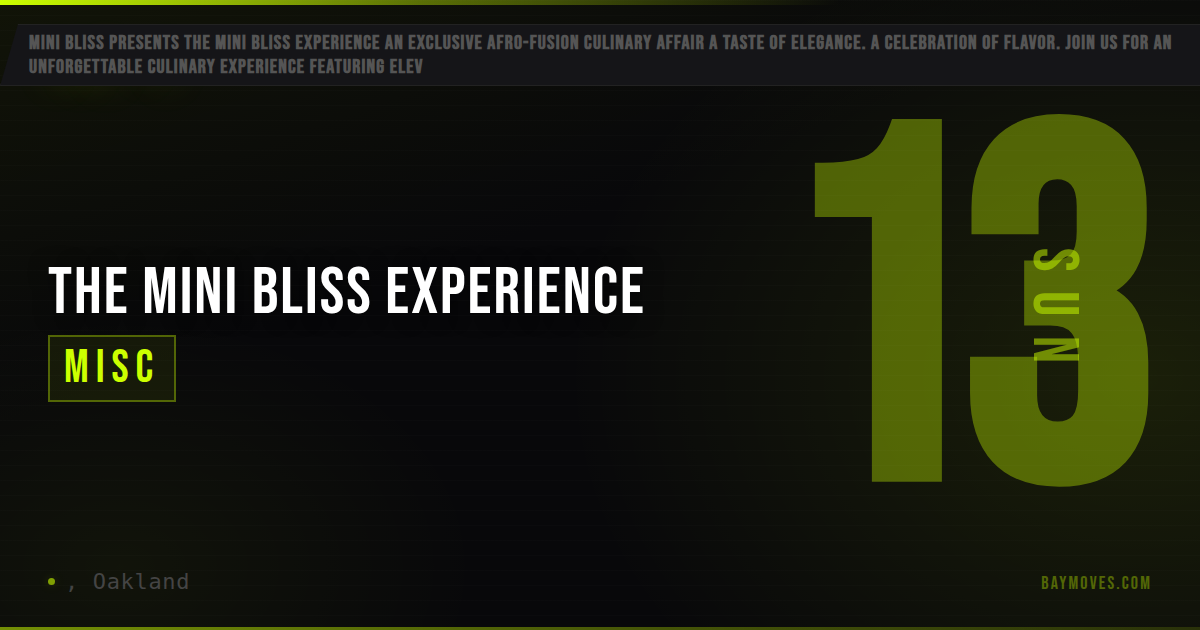 MINI BLISS PRESENTS THE MINI BLISS EXPERIENCE AN EXCLUSIVE AFRO-FUSION CULINARY AFFAIR A TASTE OF ELEGANCE. A CELEBRATION OF FLAVOR. JOIN US FOR AN
UNFORGETTABLE CULINARY EXPERIENCE FEATURING ELEV
13
SUN
THE MINI BLISS EXPERIENCE
MISC
, Oakland
BAYMOVES.COM